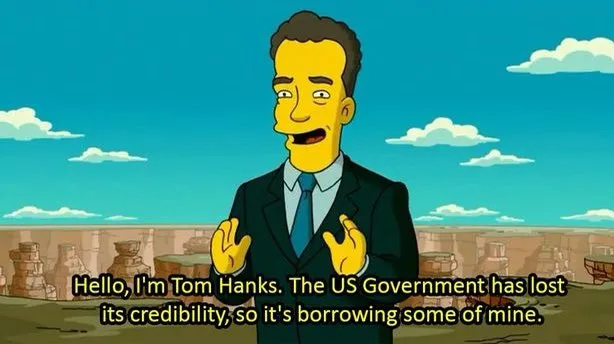 Hello, I'm Tom Hanks. The US Government has lost
its credibility, so it's borrowing some of mine.